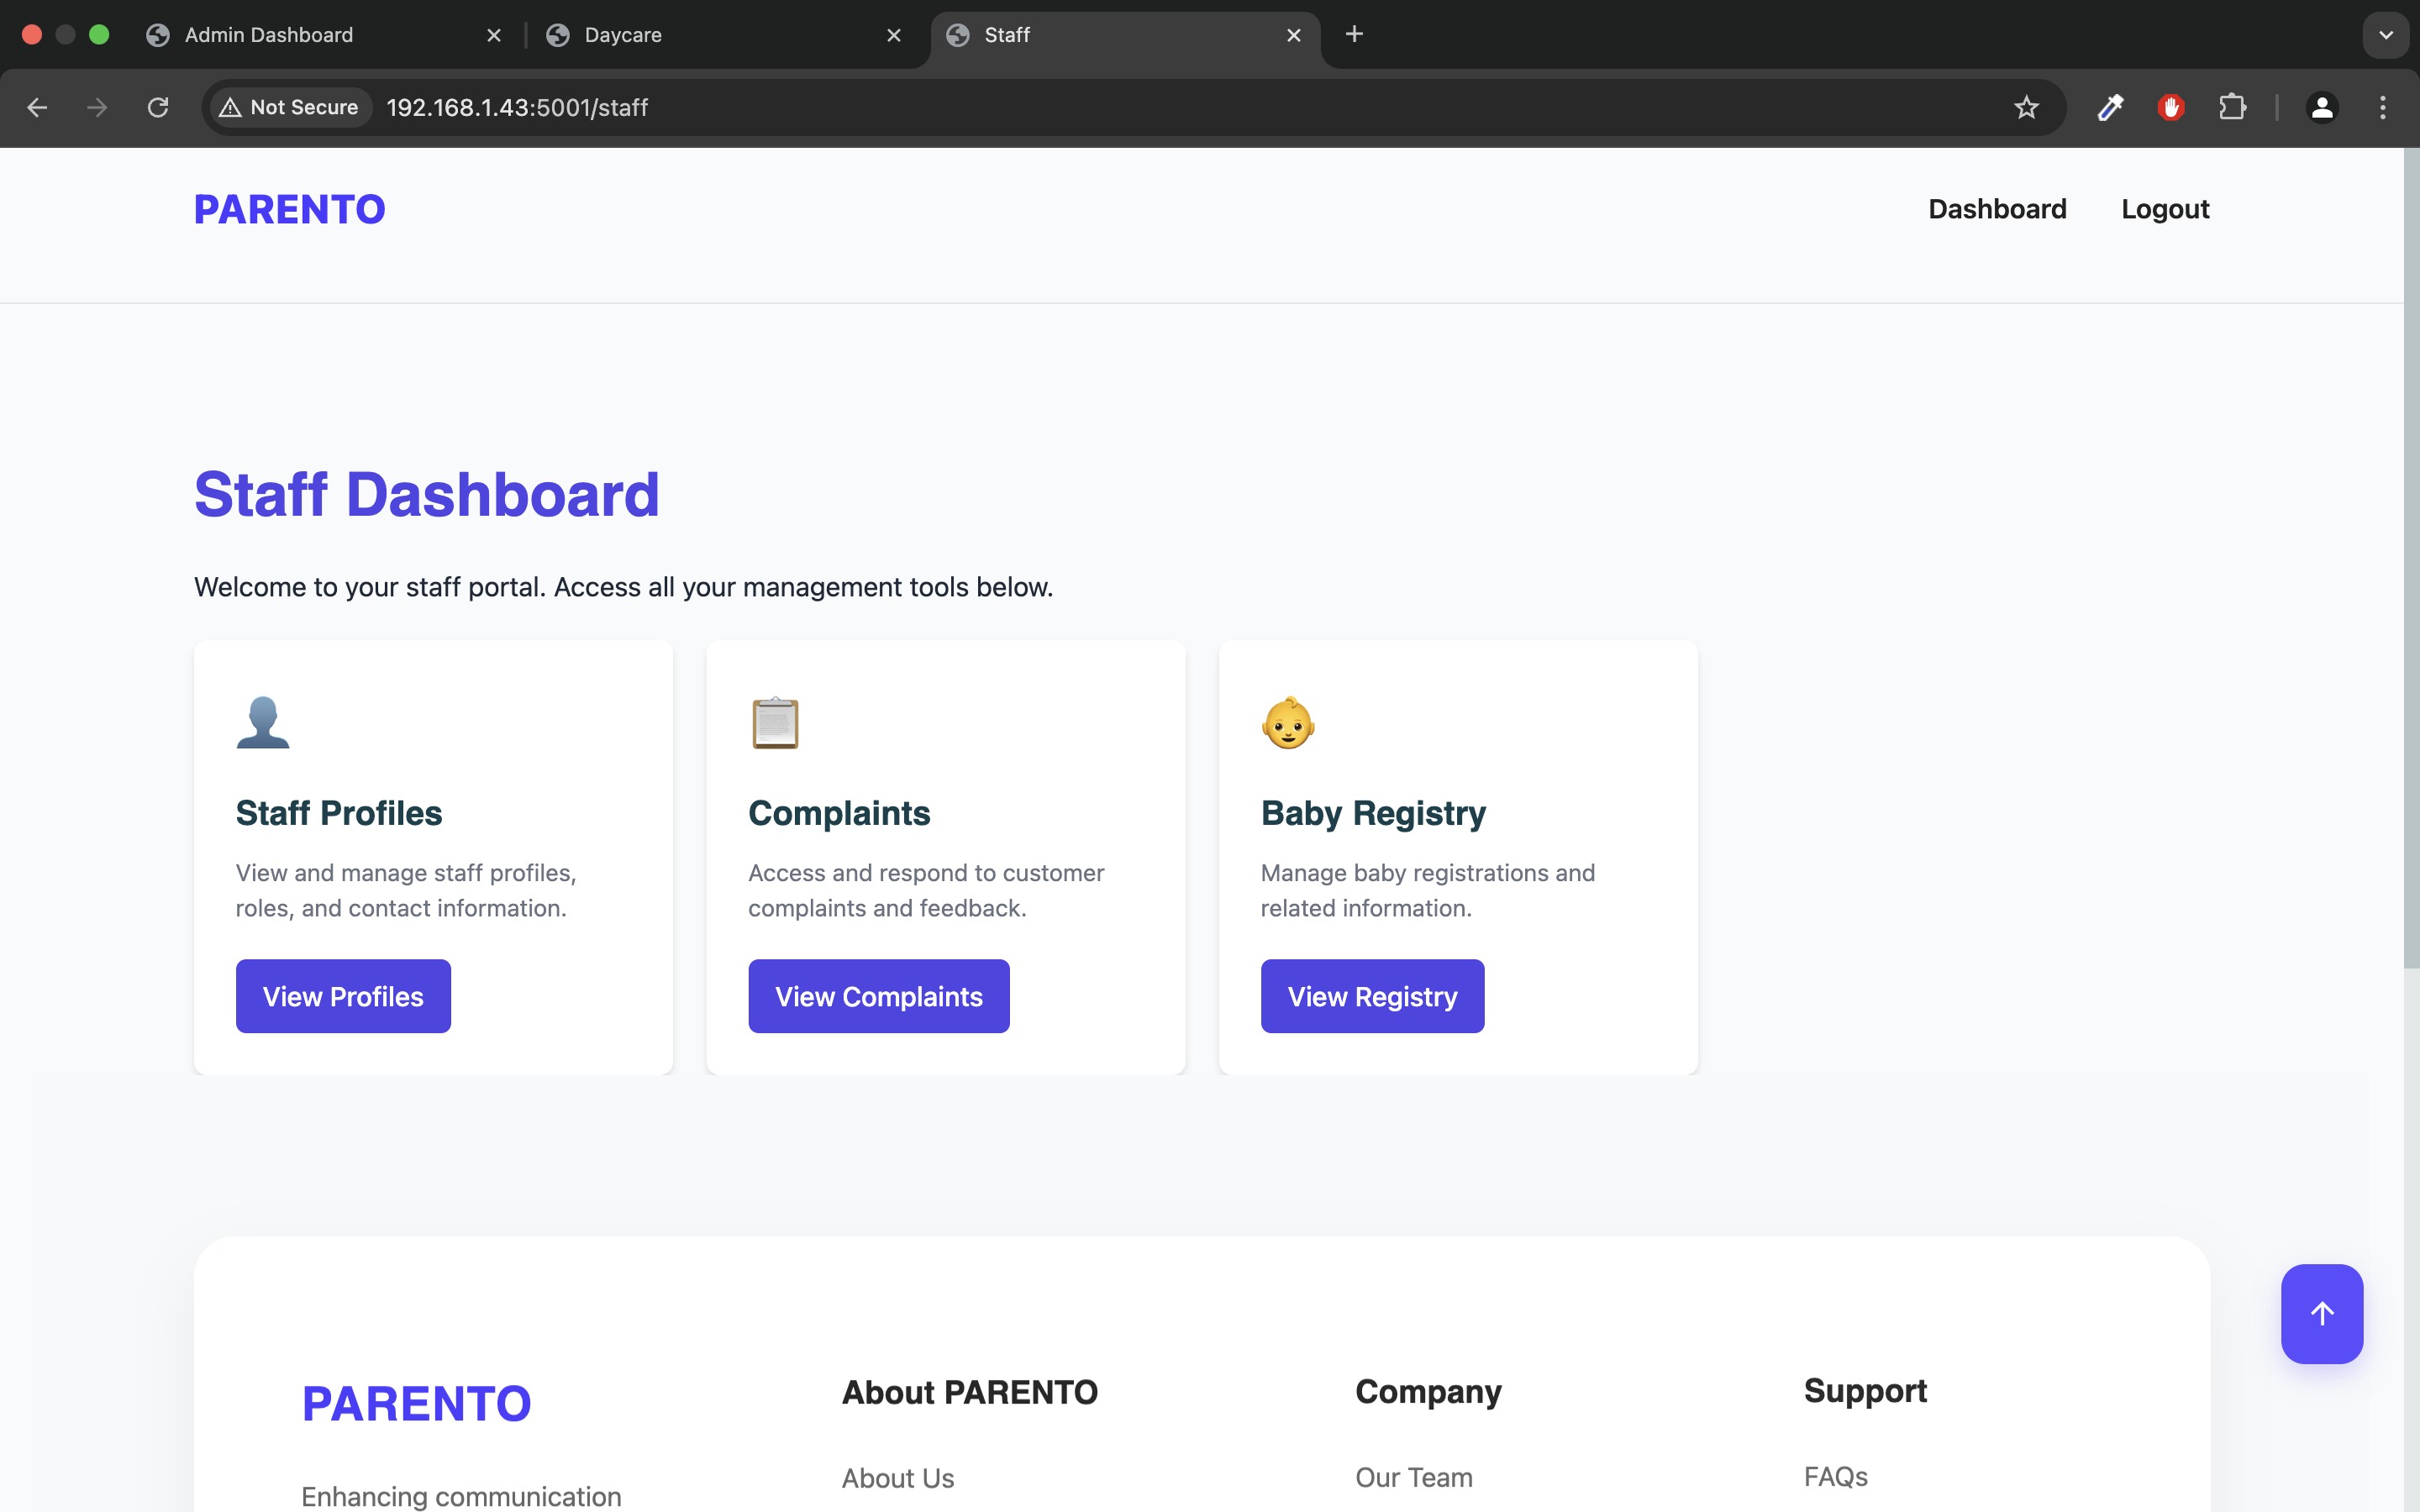 Admin Dashboard
Daycare
Staff
Not Secure
192.168.1.43:5001/staff
PARENTO
Dashboard
Logout
Staff Dashboard
Welcome to your staff portal. Access all your management tools below.
Staff Profiles
View and manage staff profiles,
roles, and contact information.
View Profiles
Complaints
Access and respond to customer
complaints and feedback.
View Complaints
Baby Registry
Manage baby registrations and
related information.
View Registry
PARENTO
Enhancing communication
About PARENTO
About Us
Company
Our Team
Support
FAQs